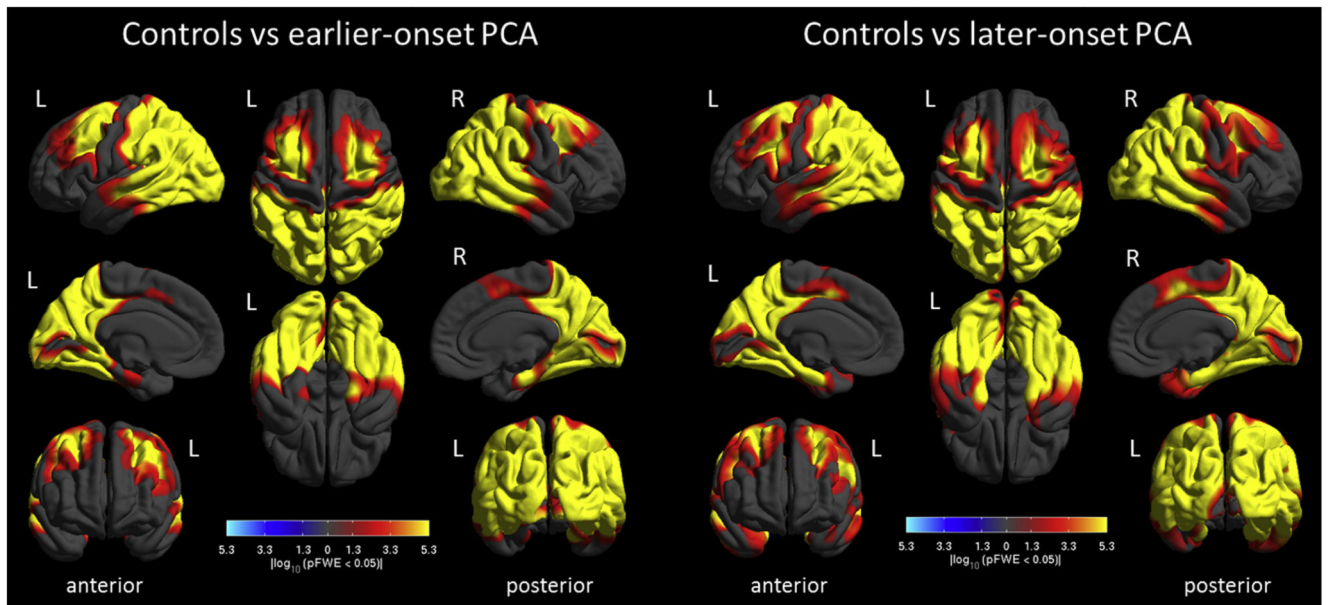 Controls vs earlier-onset PCA
L
L
R
L
L
R
L
L
5.3 3.3 1.3 0 1.3 3.3 5.3
|log10 (pFWE < 0.05)|
anterior
posterior
Controls vs later-onset PCA
L
L
R
L
L
R
L
L
5.3 3.3 1.3 0 1.3 3.3 5.3
|log10 (pFWE < 0.05)|
anterior
posterior